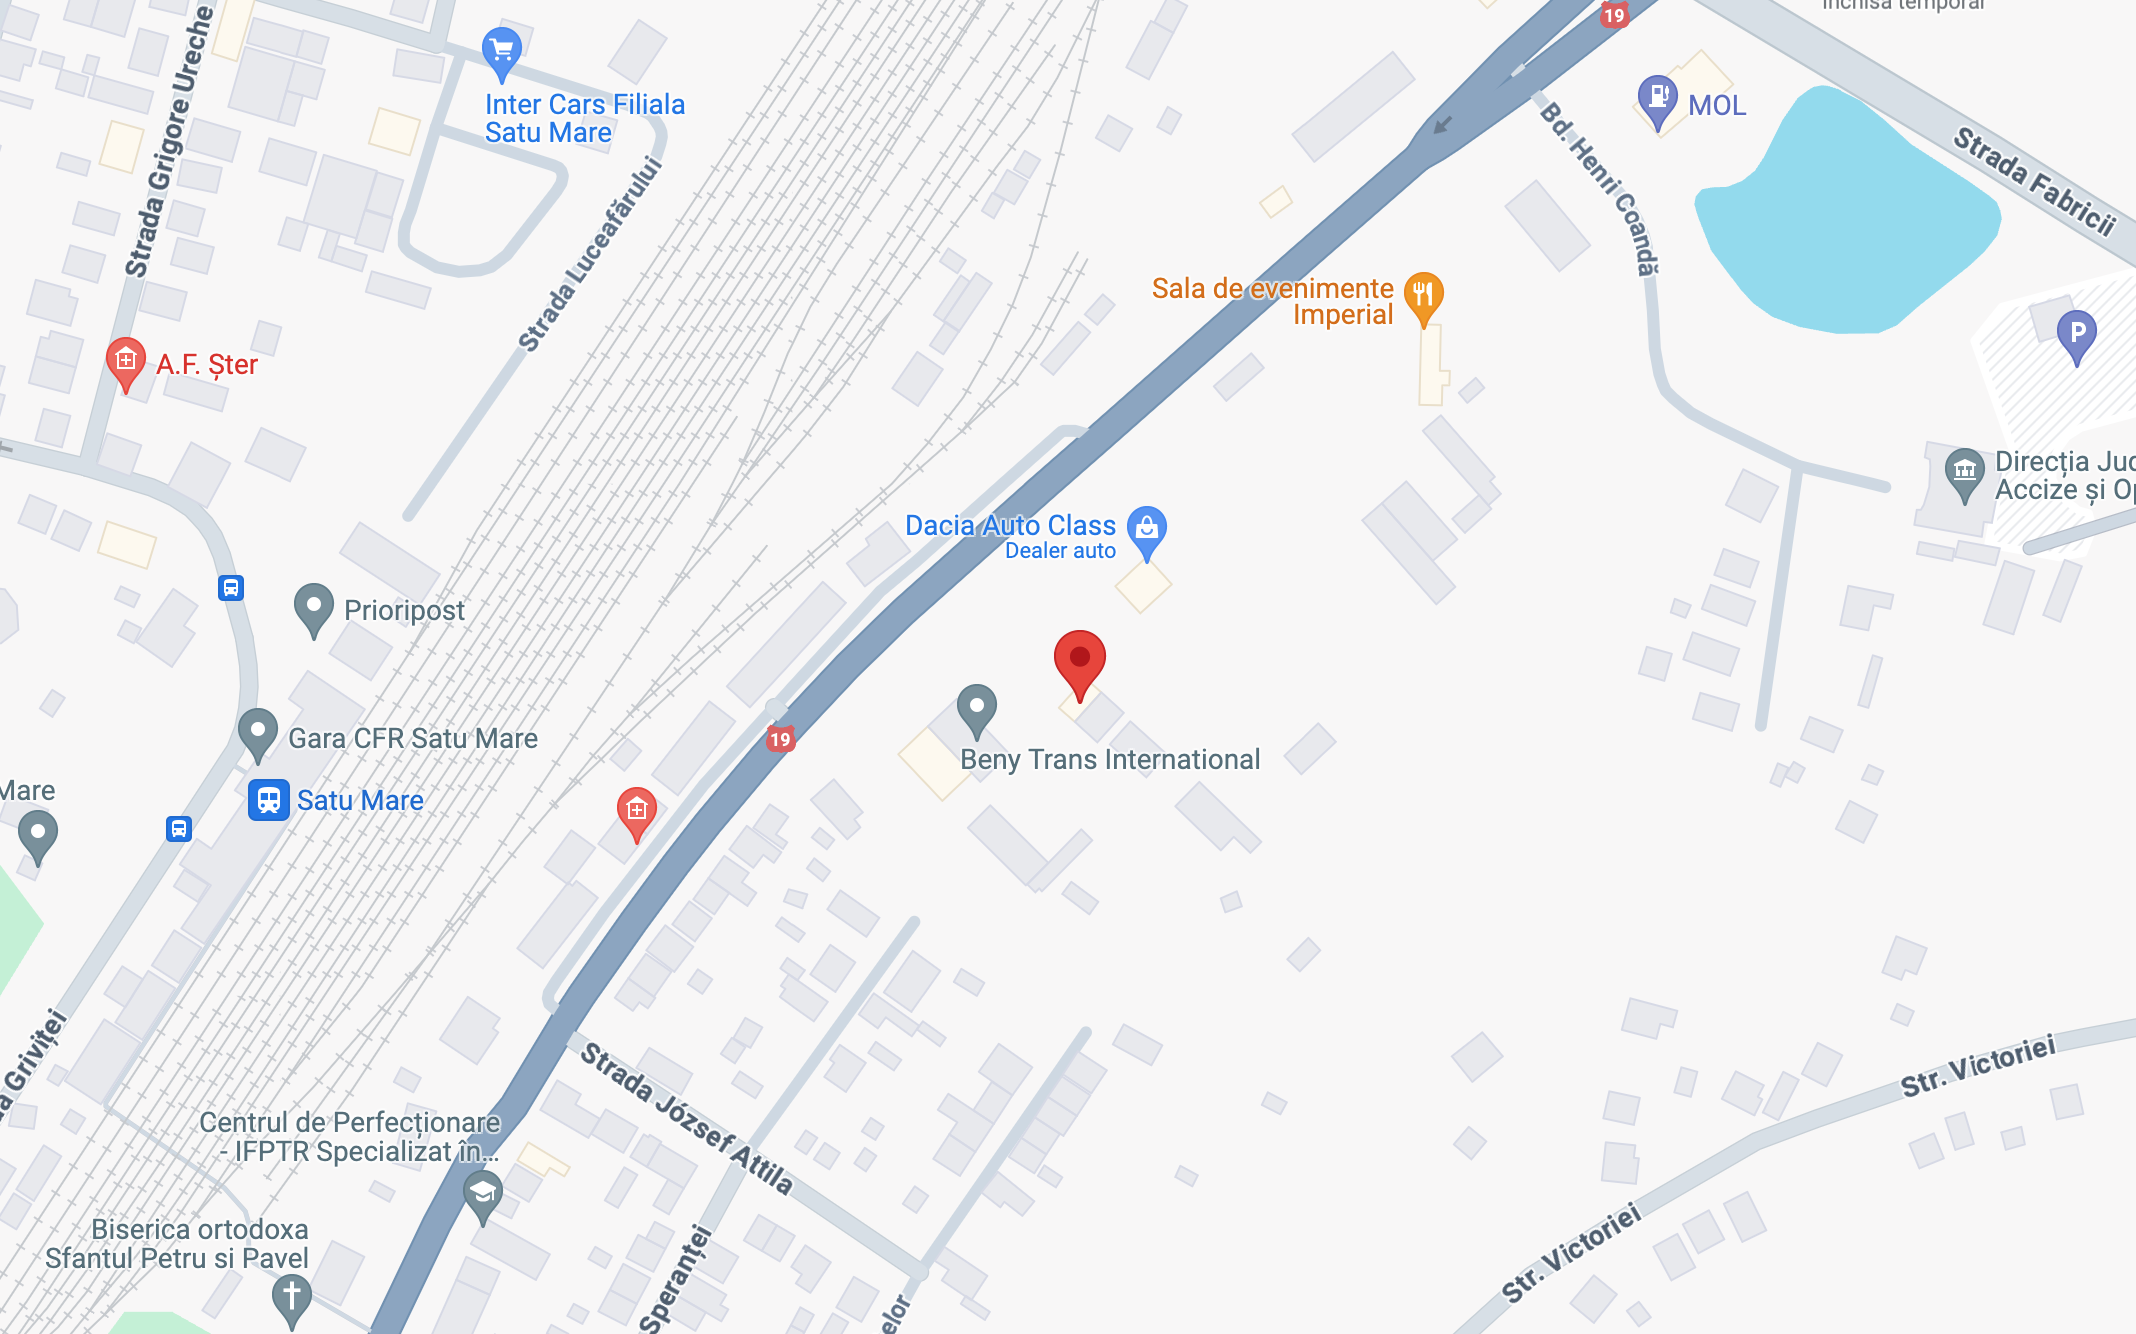 închisă temporar
19
Strada Grigore Ureche
Inter Cars Filiala
Satu Mare
MOL
Bd. Henri Coandă
Strada Fabricii
Strada Luceafărului
Sala de evenimente
Imperial
P
A.F. Șter
Direcția Jud
Accize și Op
Dacia Auto Class
Dealer auto
Prioripost
Gara CFR Satu Mare
19
Beny Trans International
Mare
Satu Mare
a Griviței
Strada József Attila
Str. Victoriei
Centrul de Perfecționare
- IFPTR Specializat în...
Biserica ortodoxa
Sfantul Petru si Pavel
Speranței
elor
Str. Victoriei